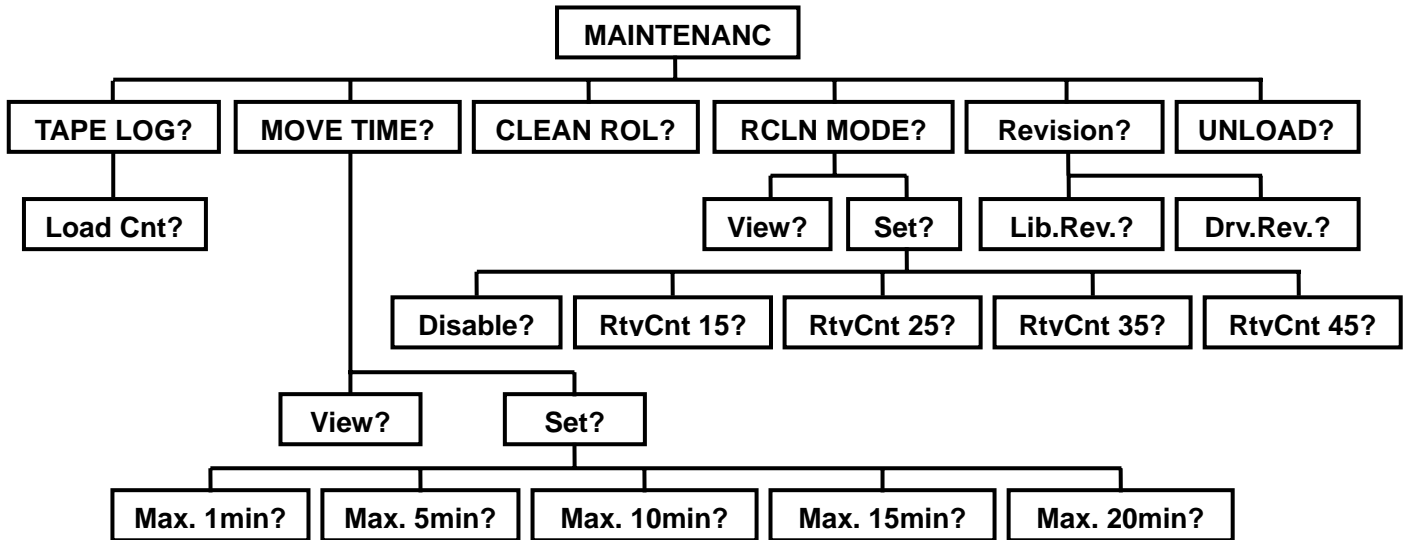 MAINTENANC
TAPE LOG?
MOVE TIME?
CLEAN ROL?
RCLN MODE?
Revision?
UNLOAD?
Load Cnt?
View?
Set?
Lib.Rev.?
Drv.Rev.?
Disable?
RtvCnt 15?
RtvCnt 25?
RtvCnt 35?
RtvCnt 45?
View?
Set?
Max. 1min?
Max. 5min?
Max. 10min?
Max. 15min?
Max. 20min?